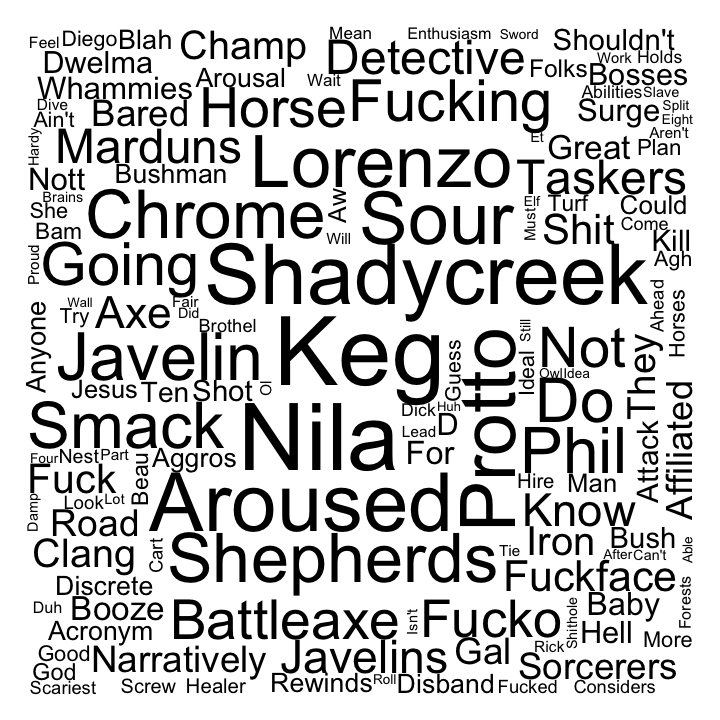 Feel Diego Blah Champ Mean Enthusiasm Sword Shouldn't
Dwelma Detective Folks Work Holds
Whammies Arousal Wait Bosses
Dive Bared Horse Fucking Abilities Slave
Ain't Surge Split
Eight
Hardy Marduns Lorenzo Et Great Plan Aren't
Nott Bushman Taskers
Brains Chrome Aw Sour Must Elf Turf Could
She Shit Come
Bam Will Kill
Proud Going Shadycreek Agh
Anyone Wall Axe Fair Ahead Horses
Try Did
Brothel Keg Protto Still Not
Javelin Guess Ideal Owl Idea They
Jesus Ten Shot Ol Do Affiliated
Smack Nila Dick Huh D Phil Attack
Lead
Four Nest Part Aggros For
Fuck Beau Aroused Hire Man
Look Lot Know
Damp Road
Clang Cart Shepherds Tie Iron Bush
After Can't Able
Discrete Fuckface
Duh Booze Battleaxe Isn't Fucko Shithole Baby Forests
Acronym Hell More
Good Narratively Javelins Gal Rick
God Sorcerers
Scariest Screw Healer Rewinds Roll Disband Fucked Considers